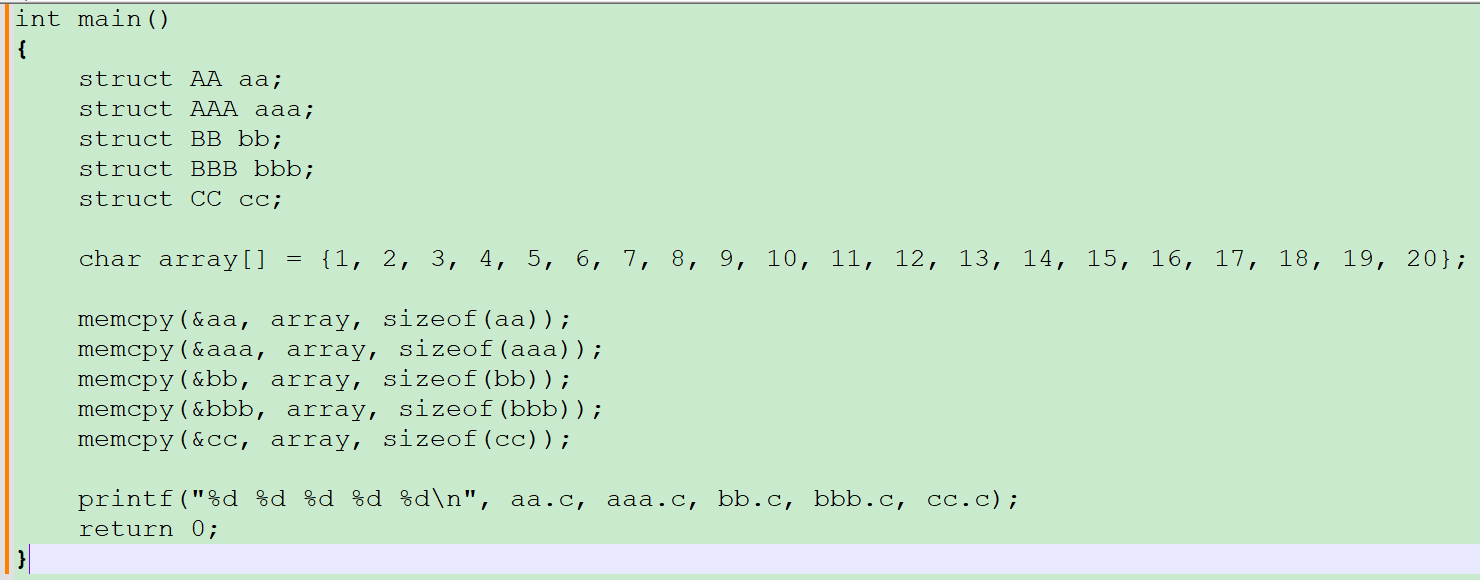 int main()
{
    struct AA aa;
    struct AAA aaa;
    struct BB bb;
    struct BBB bbb;
    struct CC cc;
    char array[] = {1, 2, 3, 4, 5, 6, 7, 8, 9, 10, 11, 12, 13, 14, 15, 16, 17, 18, 19, 20};
    memcpy(&aa, array, sizeof(aa));
    memcpy(&aaa, array, sizeof(aaa));
    memcpy(&bb, array, sizeof(bb));
    memcpy(&bbb, array, sizeof(bbb));
    memcpy(&cc, array, sizeof(cc));
    printf("%d %d %d %d %d\n", aa.c, aaa.c, bb.c, bbb.c, cc.c);
    return 0;
}